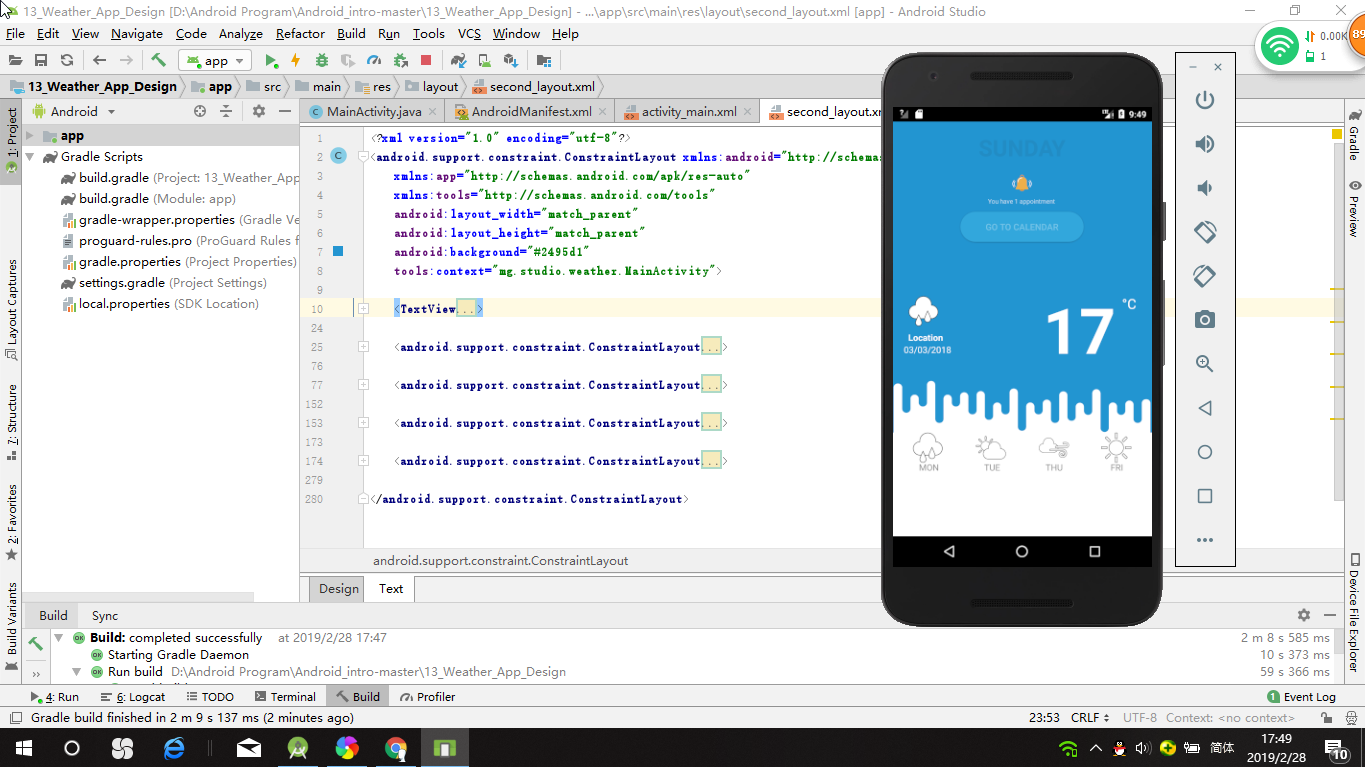 13_Weather_App_Design [D:\Android Program\Android_intro-master\13_Weather_App_Design] - ...\app\src\main\res\layout\second_layout.xml [app] - Android Studio
File Edit View Navigate Code Analyze Refactor Build Run Tools VCS Window Help
0.00K
1
89
app
13_Weather_App_Design app src main res layout second_layout.xml
Android
MainActivity.java AndroidManifest.xml activity_main.xml second_layout.x
app
Gradle Scripts
build.gradle (Project: 13_Weather_App
build.gradle (Module: app)
gradle-wrapper.properties (Gradle Ve
proguard-rules.pro (ProGuard Rules f
gradle.properties (Project Properties)
settings.gradle (Project Settings)
local.properties (SDK Location)
1: Project
Layout Captures
7: Structure
2: Favorites
Build Variants
1 <?xml version="1.0" encoding="utf-8"?>
2 <android.support.constraint.ConstraintLayout xmlns:android="http://schemas
3 xmlns:app="http://schemas.android.com/apk/res-auto"
4 xmlns:tools="http://schemas.android.com/tools"
5 android:layout_width="match_parent"
6 android:layout_height="match_parent"
7 android:background="#2495d1"
8 tools:context="mg.studio.weather.MainActivity">
9
10 <TextView...>
24
25 <android.support.constraint.ConstraintLayout...>
76
77 <android.support.constraint.ConstraintLayout...>
152
153 <android.support.constraint.ConstraintLayout...>
173
174 <android.support.constraint.ConstraintLayout...>
279
280 </android.support.constraint.ConstraintLayout>
android.support.constraint.ConstraintLayout
Design Text
9:49
SUNDAY
You have 1 appointment
GO TO CALENDAR
17 °C
Location
03/03/2018
MON TUE THU FRI
Gradle
Preview
Device File Explorer
Build Sync
Build: completed successfully at 2019/2/28 17:47 2 m 8 s 585 ms
Starting Gradle Daemon 10 s 373 ms
Run build D:\Android Program\Android_intro-master\13_Weather_App_Design 59 s 366 ms
4: Run 6: Logcat TODO Terminal Build Profiler 1 Event Log
Gradle build finished in 2 m 9 s 137 ms (2 minutes ago) 23:53 CRLF UTF-8 Context: <no context>
简体
17:49
2019/2/28
10